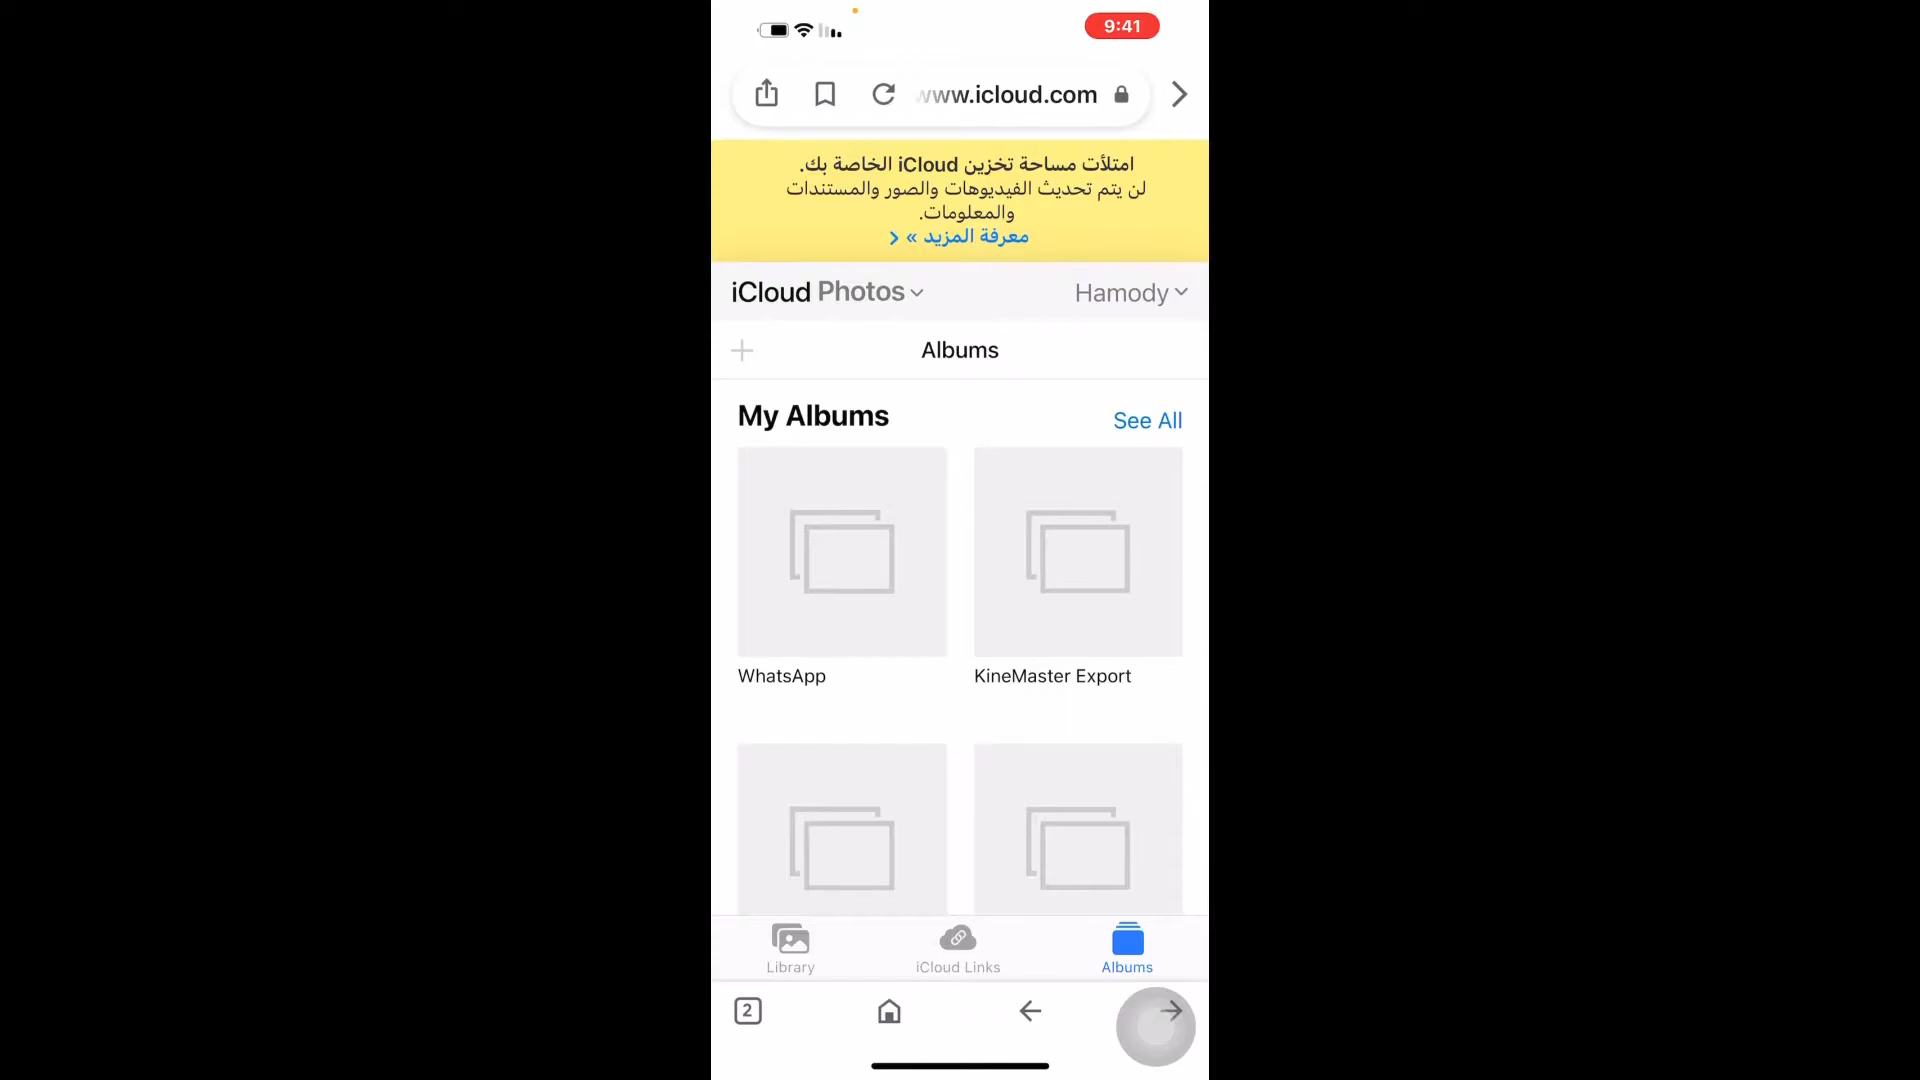 9:41
www.icloud.com
امتلأت مساحة تخزين iCloud الخاصة بك.
لن يتم تحديث الفيديوهات والصور والمستندات
والمعلومات.
معرفة المزيد »
iCloud Photos
Hamody
Albums
My Albums
See All
WhatsApp
KineMaster Export
Library
iCloud Links
Albums
2